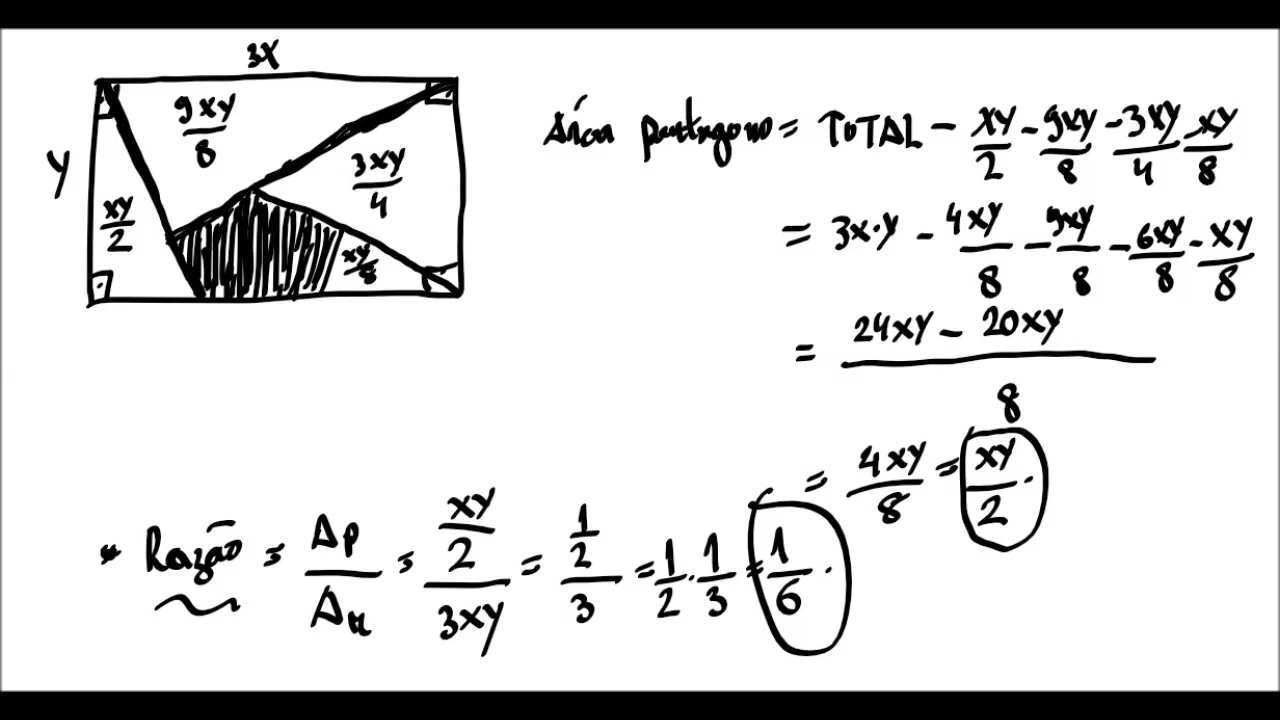 3x
9xy/8
3xy/4
y
xy/2
xy/8
Área pentágono = TOTAL - xy/2 - 9xy/8 - 3xy/4 - xy/8
= 3x·y - 4xy/8 - 9xy/8 - 6xy/8 - xy/8
= (24xy - 20xy)/8
= 4xy/8 = xy/2.
* Razão = Ap/AR = (xy/2)/3xy = (1/2)/3 = 1/2 · 1/3 = 1/6.